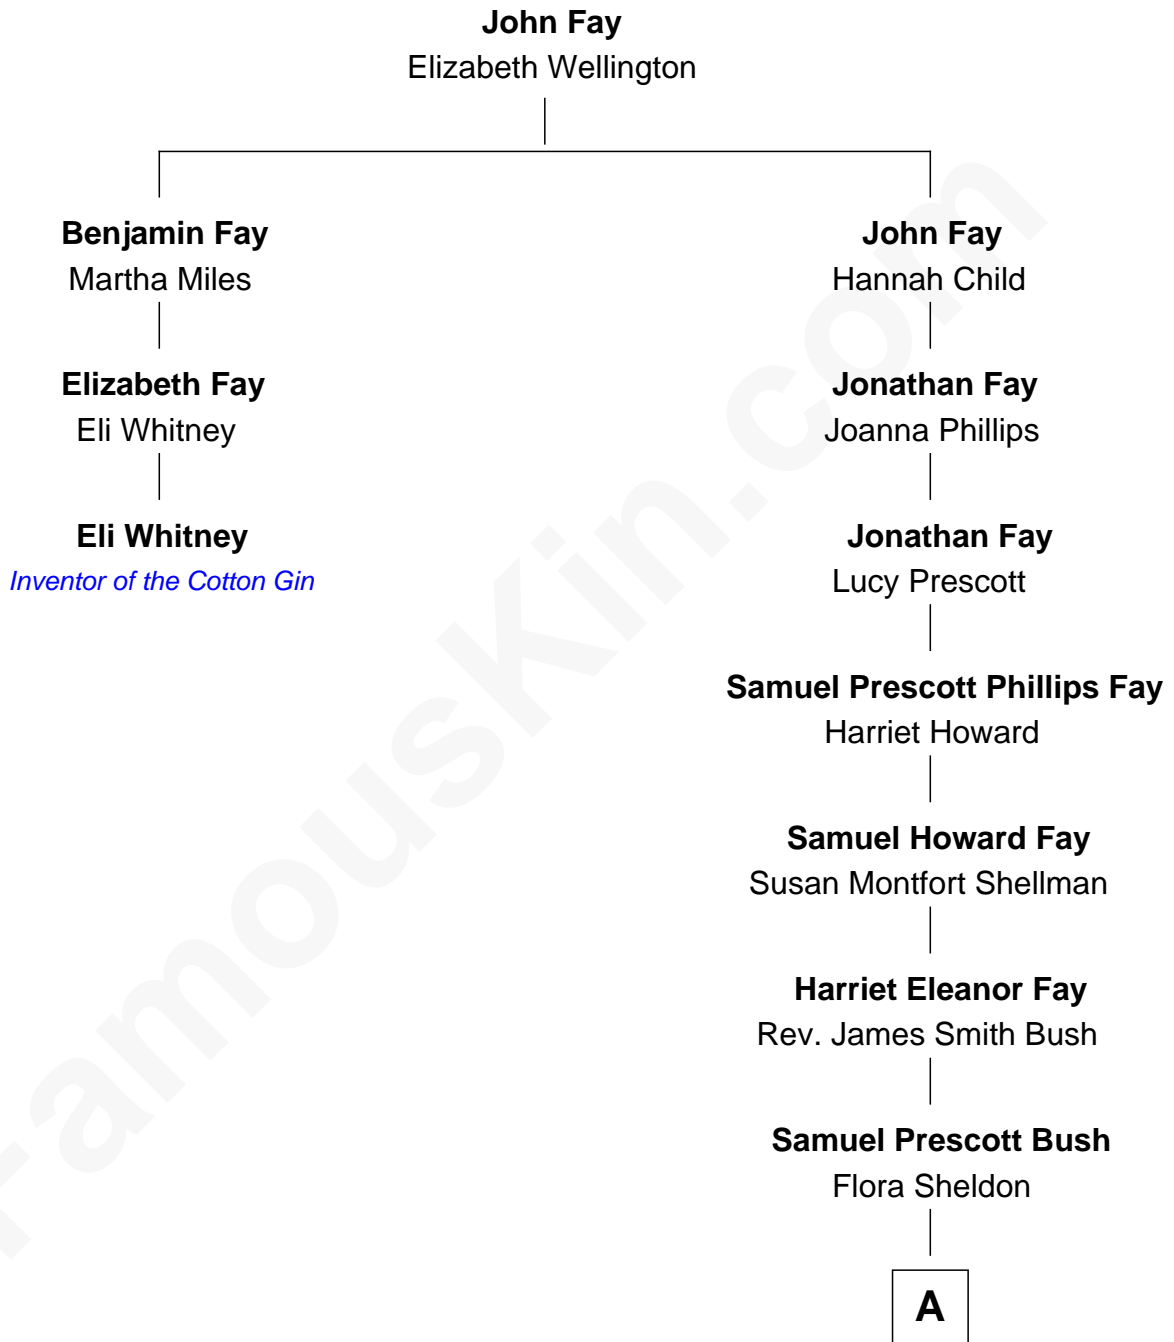 John Fay
Elizabeth Wellington
Benjamin Fay
Martha Miles
John Fay
Hannah Child
Elizabeth Fay
Eli Whitney
Jonathan Fay
Joanna Phillips
Eli Whitney
Inventor of the Cotton Gin
Jonathan Fay
Lucy Prescott
Samuel Prescott Phillips Fay
Harriet Howard
Samuel Howard Fay
Susan Montfort Shellman
Harriet Eleanor Fay
Rev. James Smith Bush
Samuel Prescott Bush
Flora Sheldon
A
FamousKin.com